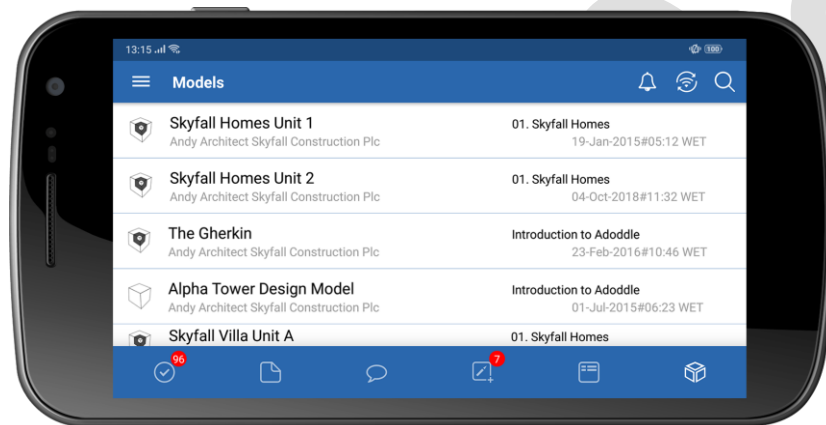 13:15
100
Models
Skyfall Homes Unit 1
01. Skyfall Homes
Andy Architect Skyfall Construction Plc
19-Jan-2015#05:12 WET
Skyfall Homes Unit 2
01. Skyfall Homes
Andy Architect Skyfall Construction Plc
04-Oct-2018#11:32 WET
The Gherkin
Introduction to Adoddle
Andy Architect Skyfall Construction Plc
23-Feb-2016#10:46 WET
Alpha Tower Design Model
Introduction to Adoddle
Andy Architect Skyfall Construction Plc
01-Jul-2015#06:23 WET
Skyfall Villa Unit A
01. Skyfall Homes
96
7